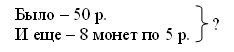 Было – 50 р.
И еще – 8 монет по 5 р.
?